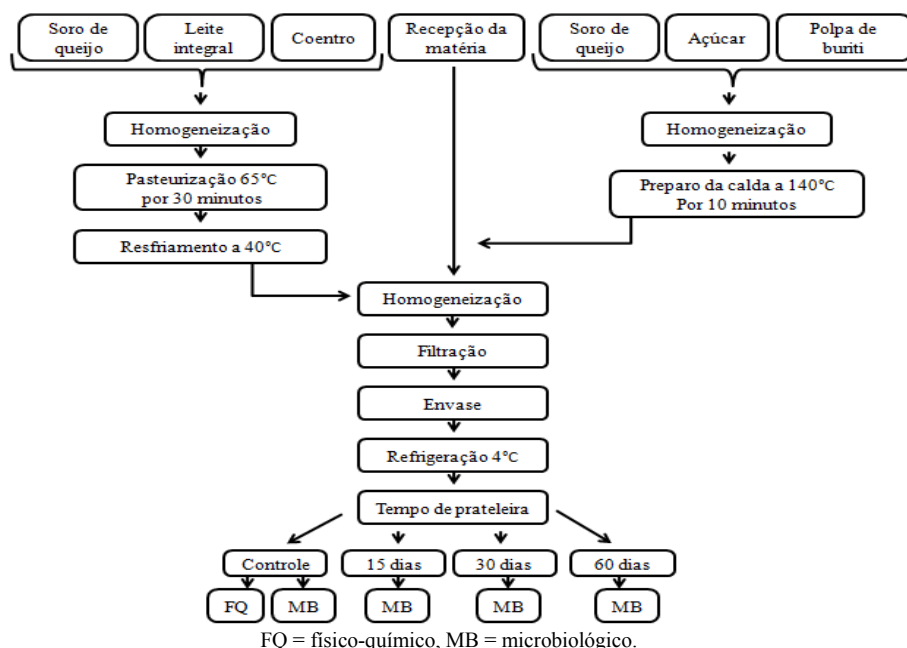 Soro de
queijo
Leite
integral
Coentro
Recepção da
matéria
Soro de
queijo
Açúcar
Polpa de
buriti
Homogeneização
Homogeneização
Pasteurização 65°C
por 30 minutos
Preparo da calda a 140°C
Por 10 minutos
Resfriamento a 40°C
Homogeneização
Filtração
Envase
Refrigeração 4°C
Tempo de prateleira
Controle
15 dias
30 dias
60 dias
FQ
MB
MB
MB
MB
FQ = físico-químico, MB = microbiológico.